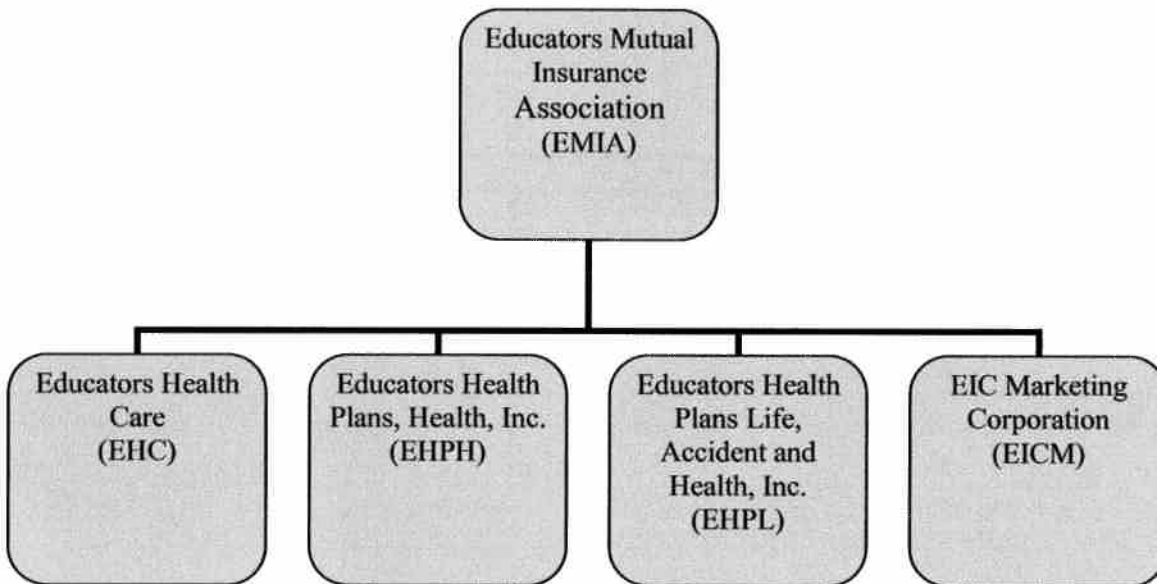 Educators Mutual
Insurance
Association
(EMIA)
Educators Health
Care
(EHC)
Educators Health
Plans, Health, Inc.
(EHPH)
Educators Health
Plans Life,
Accident and
Health, Inc.
(EHPL)
EIC Marketing
Corporation
(EICM)